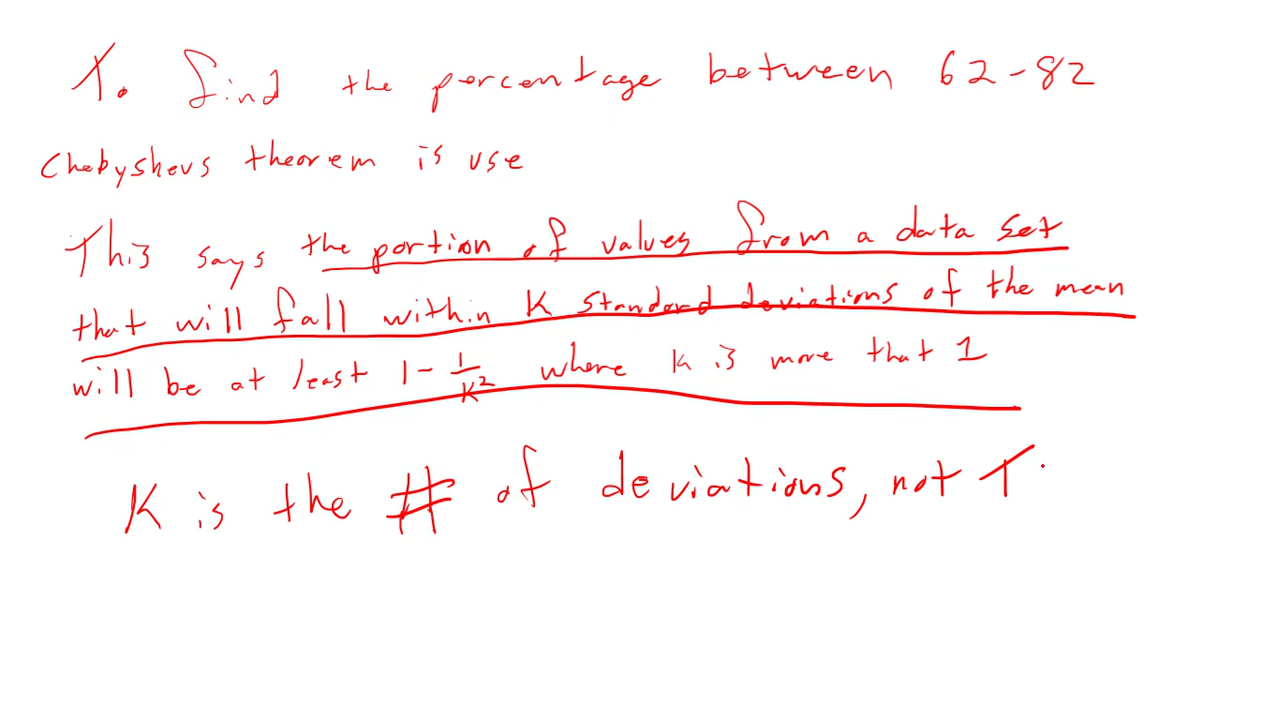 To find the percentage between 62-82
Chebyshevs theorem is use
This says the portion of values from a data set
that will fall within K standard deviations of the mean
will be at least 1 - 1/K² where k is more that 1
K is the # of deviations, not T